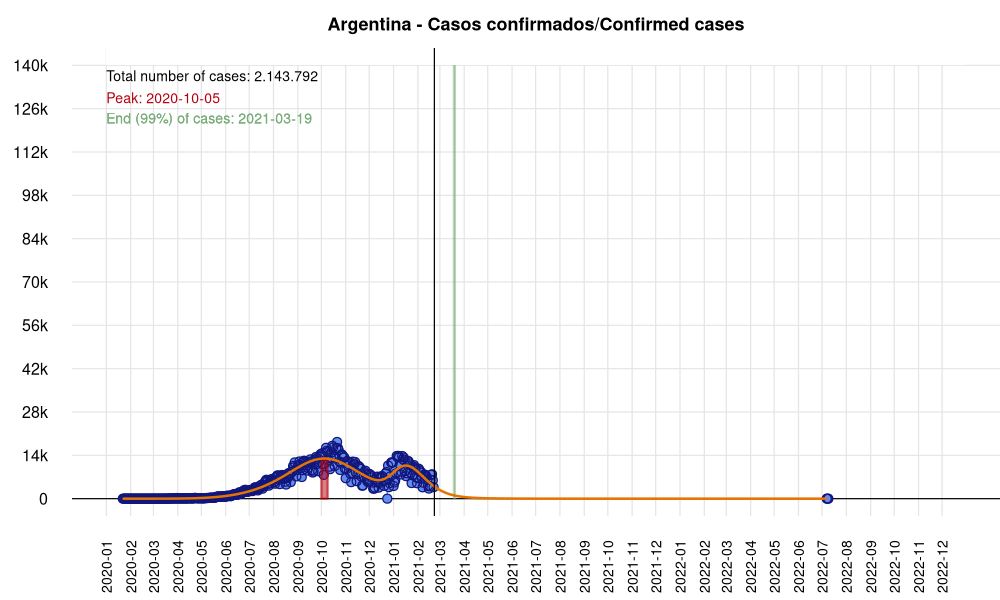 Argentina - Casos confirmados/Confirmed cases
Total number of cases: 2.143.792
Peak: 2020-10-05
End (99%) of cases: 2021-03-19
140k
126k
112k
98k
84k
70k
56k
42k
28k
14k
0
2020-01
2020-02
2020-03
2020-04
2020-05
2020-06
2020-07
2020-08
2020-09
2020-10
2020-11
2020-12
2021-01
2021-02
2021-03
2021-04
2021-05
2021-06
2021-07
2021-08
2021-09
2021-10
2021-11
2021-12
2022-01
2022-02
2022-03
2022-04
2022-05
2022-06
2022-07
2022-08
2022-09
2022-10
2022-11
2022-12